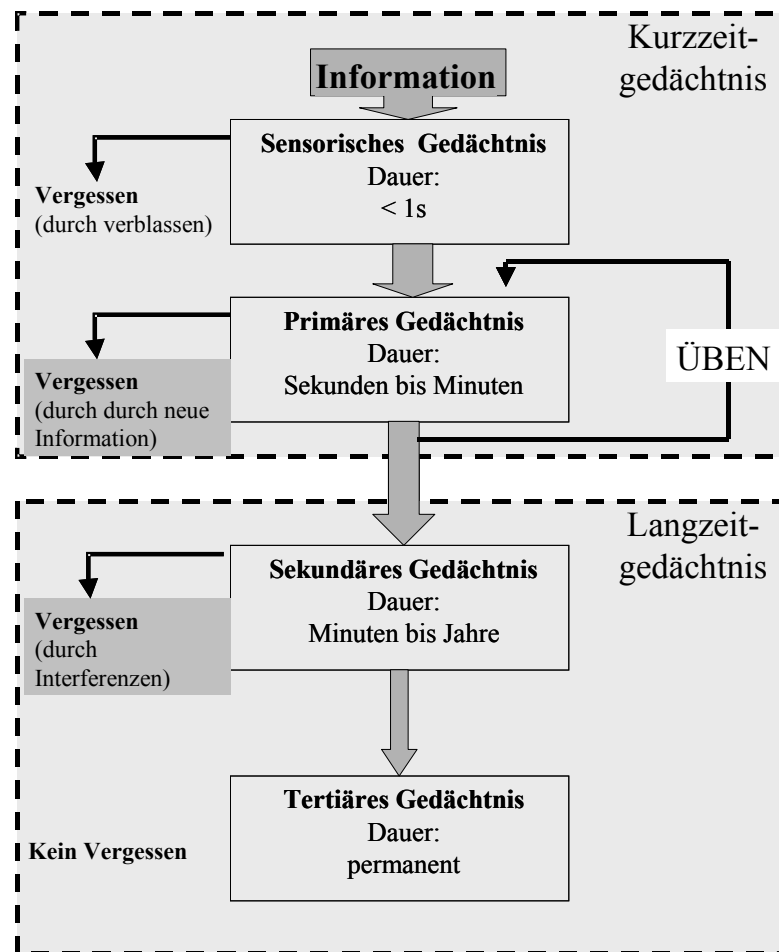 Kurzzeit-
gedächtnis
Information
Sensorisches Gedächtnis
Dauer:
< 1s
Vergessen
(durch verblassen)
Primäres Gedächtnis
Dauer:
Sekunden bis Minuten
ÜBEN
Vergessen
(durch durch neue
Information)
Langzeit-
gedächtnis
Sekundäres Gedächtnis
Dauer:
Minuten bis Jahre
Vergessen
(durch
Interferenzen)
Tertiäres Gedächtnis
Dauer:
permanent
Kein Vergessen